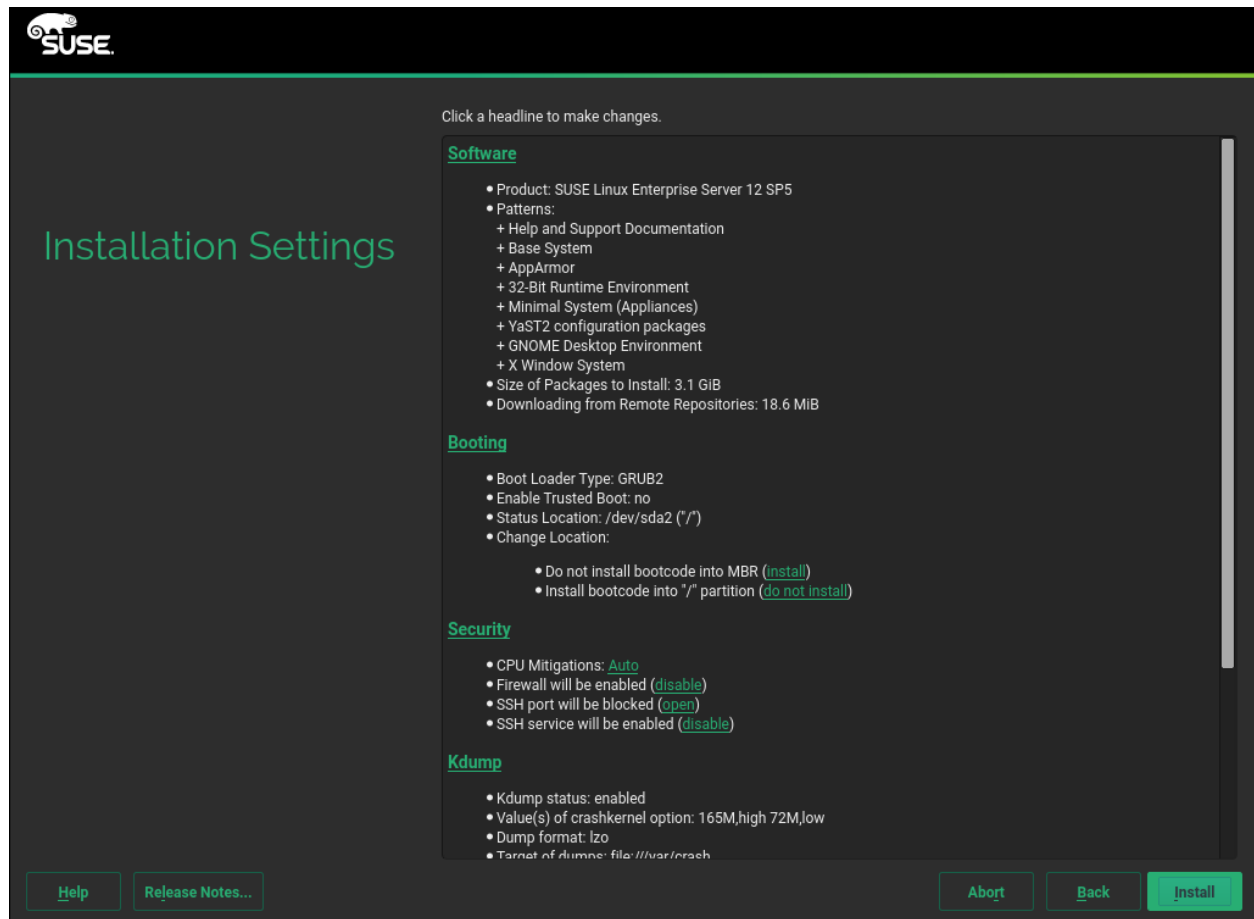 SUSE.
Click a headline to make changes.
Installation Settings
Software
• Product: SUSE Linux Enterprise Server 12 SP5
• Patterns:
+ Help and Support Documentation
+ Base System
+ AppArmor
+ 32-Bit Runtime Environment
+ Minimal System (Appliances)
+ YaST2 configuration packages
+ GNOME Desktop Environment
+ X Window System
• Size of Packages to Install: 3.1 GiB
• Downloading from Remote Repositories: 18.6 MiB
Booting
• Boot Loader Type: GRUB2
• Enable Trusted Boot: no
• Status Location: /dev/sda2 ("/")
• Change Location:
• Do not install bootcode into MBR (install)
• Install bootcode into "/" partition (do not install)
Security
• CPU Mitigations: Auto
• Firewall will be enabled (disable)
• SSH port will be blocked (open)
• SSH service will be enabled (disable)
Kdump
• Kdump status: enabled
• Value(s) of crashkernel option: 165M,high 72M,low
• Dump format: lzo
• Target of dumps: file:///var/crash
Help
Release Notes...
Abort
Back
Install